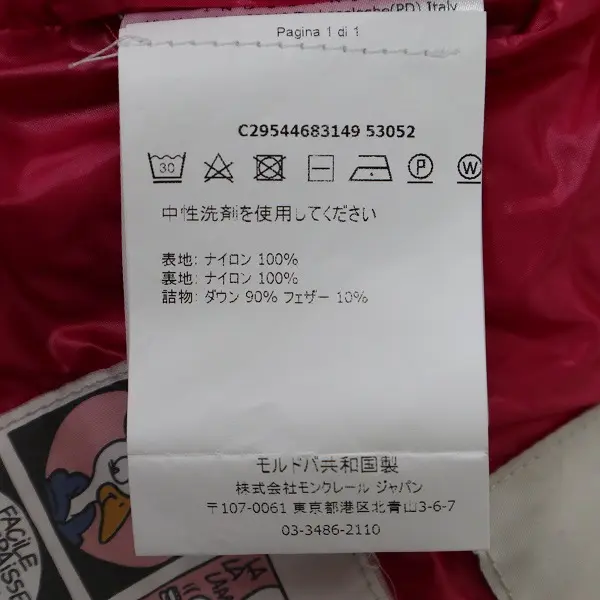 (PD) Italy
Pagina 1 di 1
C29544683149 53052
30
P
W
中性洗剤を使用してください
表地: ナイロン 100%
裏地: ナイロン 100%
詰物: ダウン 90% フェザー 10%
モルドバ共和国製
株式会社モンクレール ジャパン
〒107-0061 東京都港区北青山3-6-7
03-3486-2110
FACILE